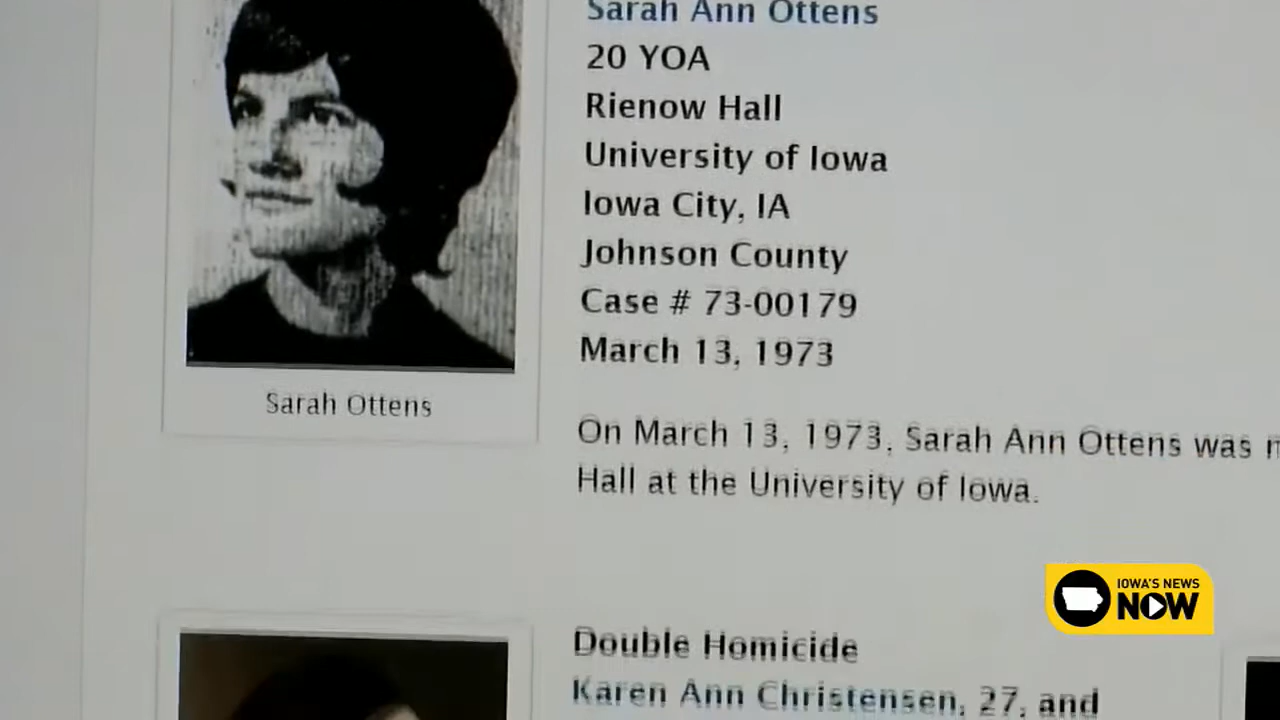 Sarah Ann Ottens
20 YOA
Rienow Hall
University of Iowa
Iowa City, IA
Johnson County
Case # 73-00179
March 13, 1973
Sarah Ottens
On March 13, 1973, Sarah Ann Ottens was
Hall at the University of Iowa.
IOWA'S NEWS
NOW
Double Homicide
Karen Ann Christensen, 27, and